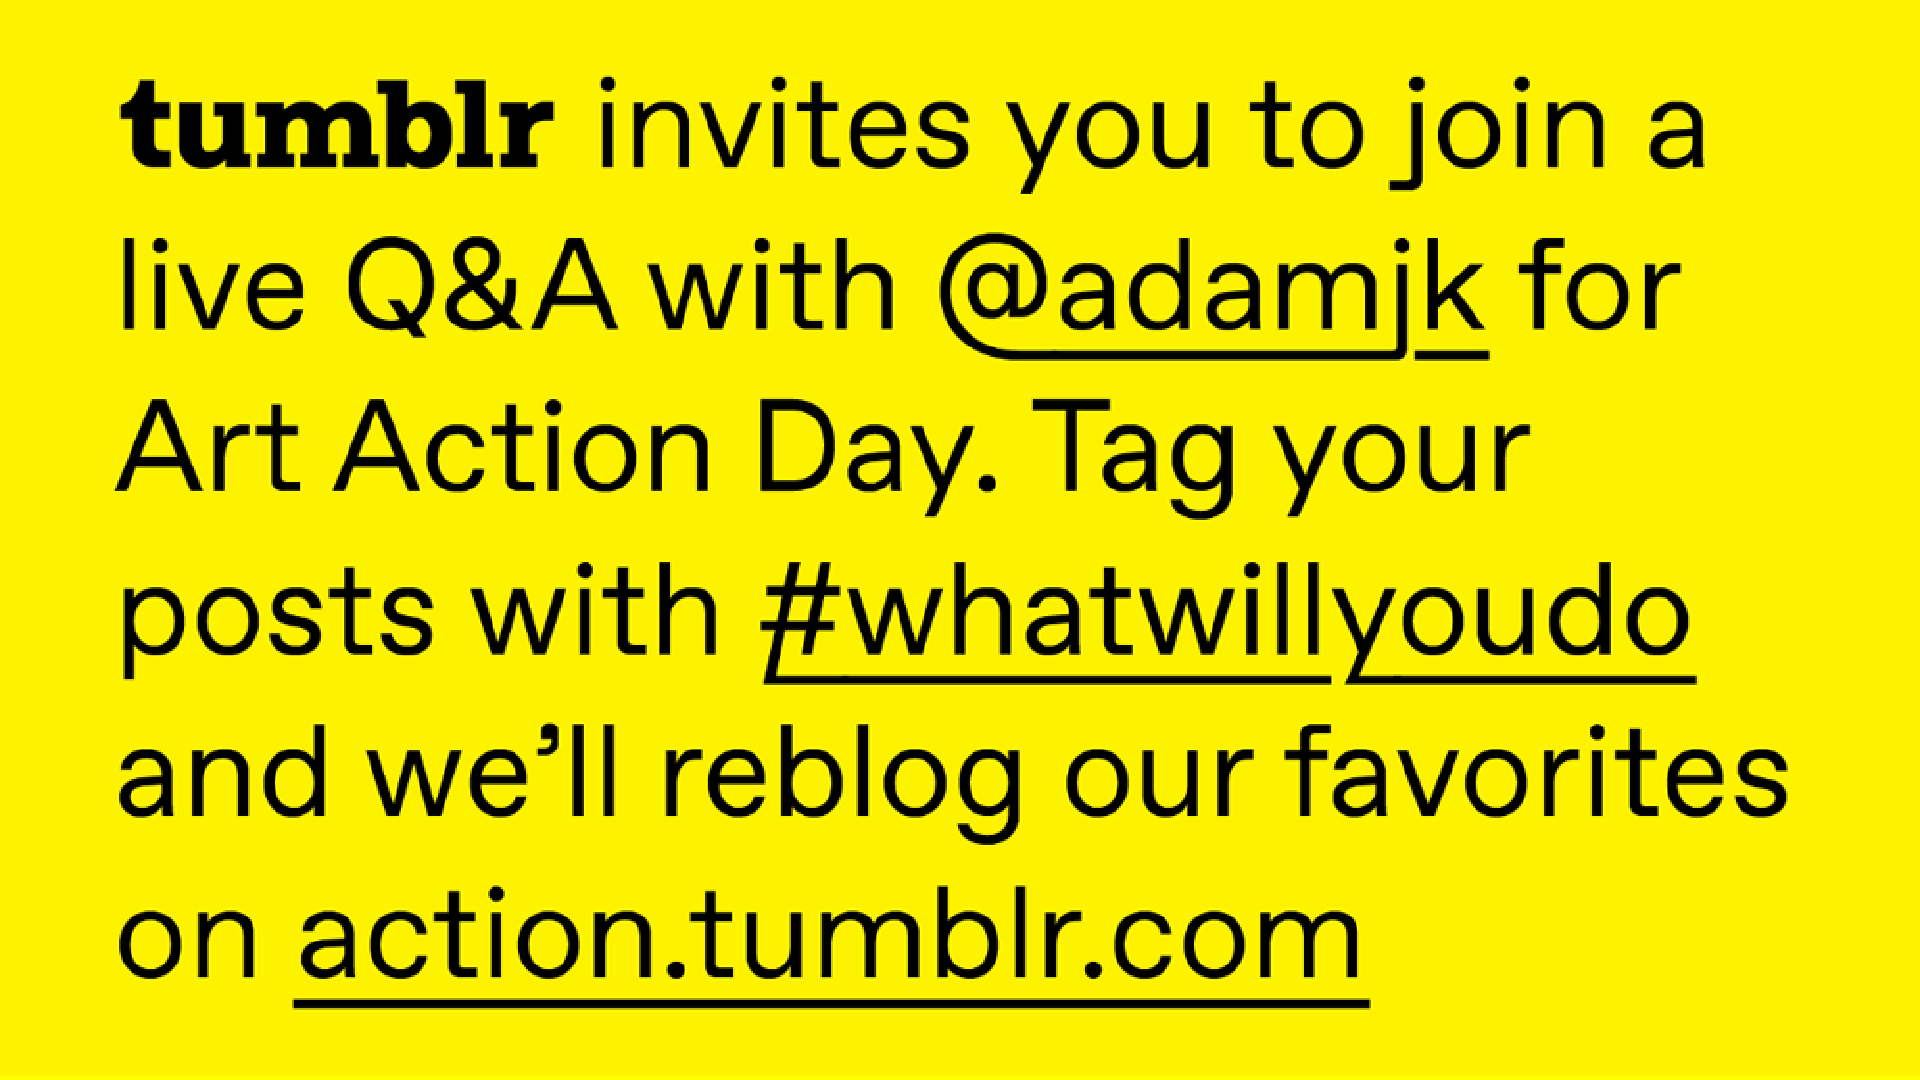 tumblr invites you to join a
live Q&A with @adamjk for
Art Action Day. Tag your
posts with #whatwillyoudo
and we’ll reblog our favorites
on action.tumblr.com